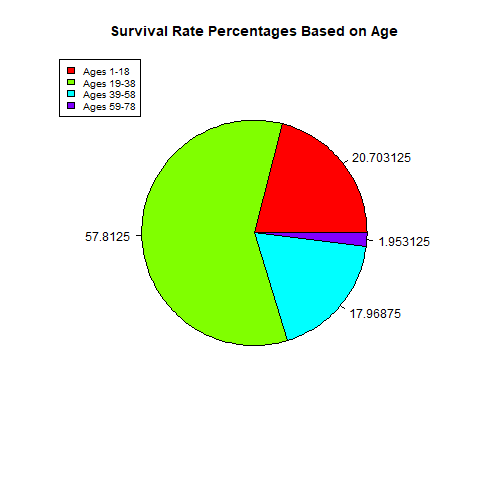 Survival Rate Percentages Based on Age
Ages 1-18
Ages 19-38
Ages 39-58
Ages 59-78
20.703125
57.8125
1.953125
17.96875